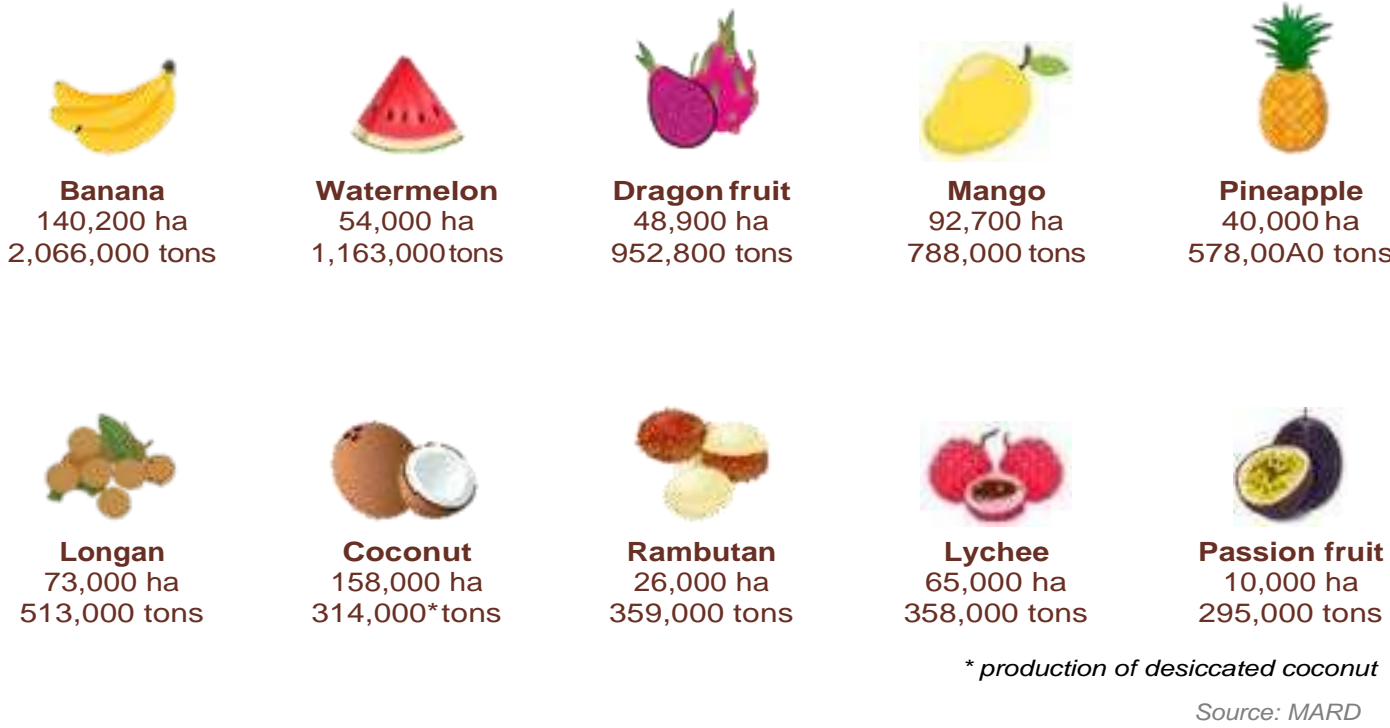 Banana
140,200 ha
2,066,000 tons
Watermelon
54,000 ha
1,163,000 tons
Dragon fruit
48,900 ha
952,800 tons
Mango
92,700 ha
788,000 tons
Pineapple
40,000 ha
578,00A0 tons
Longan
73,000 ha
513,000 tons
Coconut
158,000 ha
314,000* tons
Rambutan
26,000 ha
359,000 tons
Lychee
65,000 ha
358,000 tons
Passion fruit
10,000 ha
295,000 tons
* production of desiccated coconut
Source: MARD